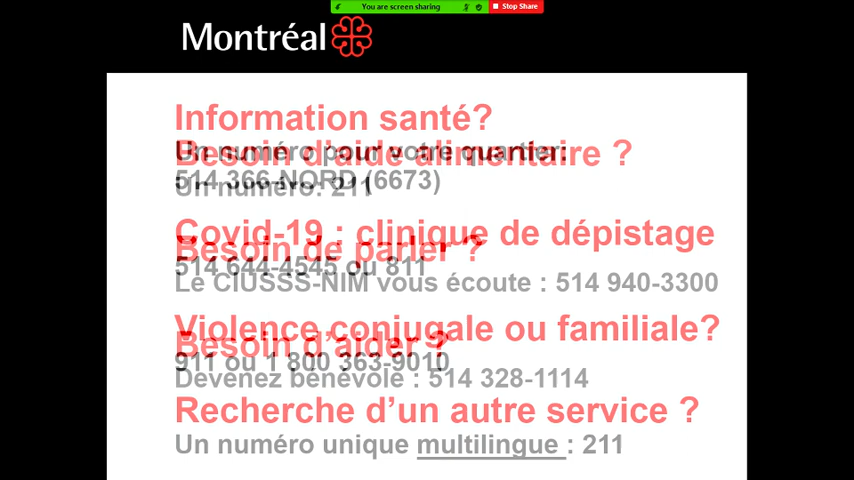 You are screen sharing
Stop Share
Montréal
Information santé?
Un numéro pour votre quartier:
Besoin d'aide alimentaire ?
514 366-NORD (6673)
Un numéro: 211
Covid-19 : clinique de dépistage
Besoin de parler ?
514 644-4545 ou 811
Le CIUSSS-NIM vous écoute : 514 940-3300
Violence conjugale ou familiale?
Besoin d'aider ?
911 ou 1 800 363-9010
Devenez bénévole : 514 328-1114
Recherche d'un autre service ?
Un numéro unique multilingue : 211